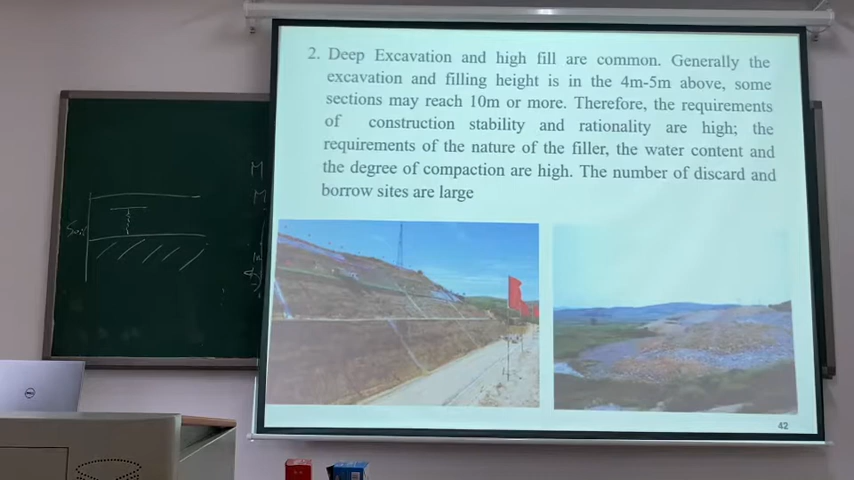 2. Deep Excavation and high fill are common. Generally the
excavation and filling height is in the 4m-5m above, some
sections may reach 10m or more. Therefore, the requirements
of construction stability and rationality are high; the
requirements of the nature of the filler, the water content and
the degree of compaction are high. The number of discard and
borrow sites are large
42
DELL